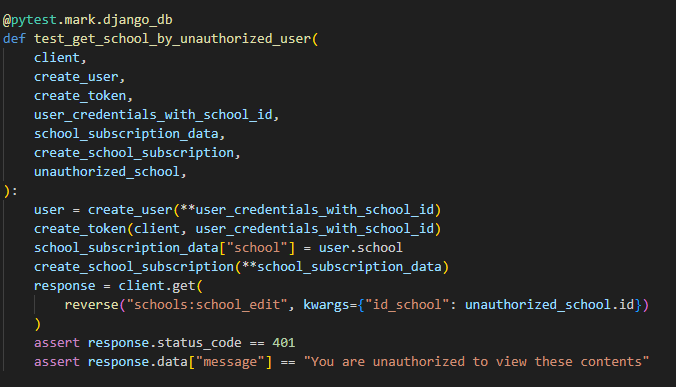 @pytest.mark.django_db
def test_get_school_by_unauthorized_user(
    client,
    create_user,
    create_token,
    user_credentials_with_school_id,
    school_subscription_data,
    create_school_subscription,
    unauthorized_school,
):
    user = create_user(**user_credentials_with_school_id)
    create_token(client, user_credentials_with_school_id)
    school_subscription_data["school"] = user.school
    create_school_subscription(**school_subscription_data)
    response = client.get(
        reverse("schools:school_edit", kwargs={"id_school": unauthorized_school.id})
    )
    assert response.status_code == 401
    assert response.data["message"] == "You are unauthorized to view these contents"